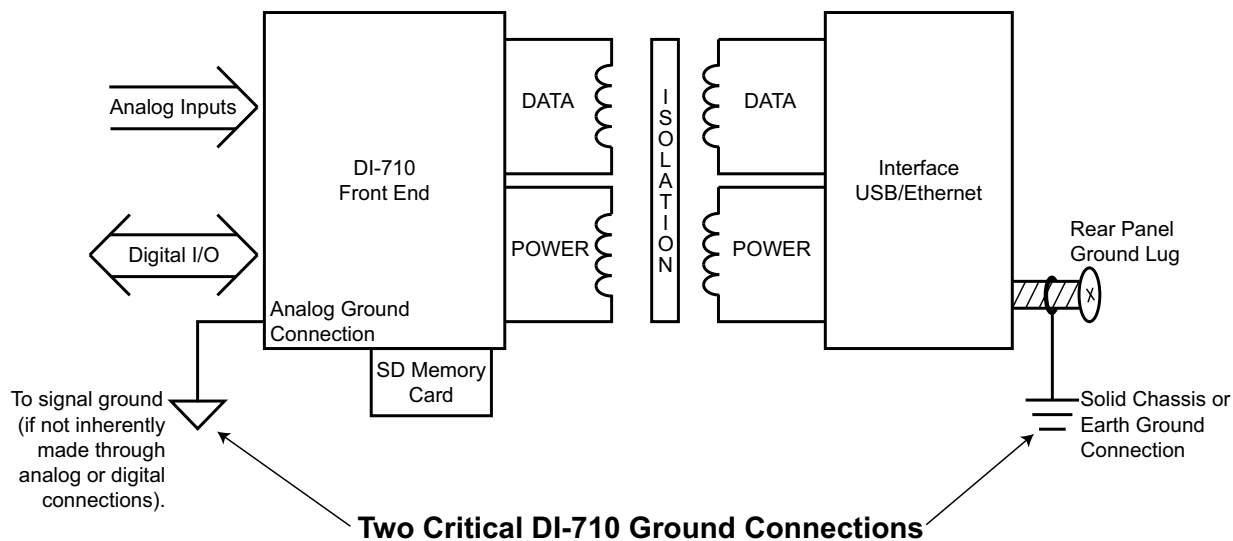 Analog Inputs
Digital I/O
DI-710
Front End
Analog Ground
Connection
SD Memory
Card
DATA
POWER
ISOLATION
DATA
POWER
Interface
USB/Ethernet
Rear Panel
Ground Lug
To signal ground
(if not inherently
made through
analog or digital
connections).
Solid Chassis or
Earth Ground
Connection
Two Critical DI-710 Ground Connections